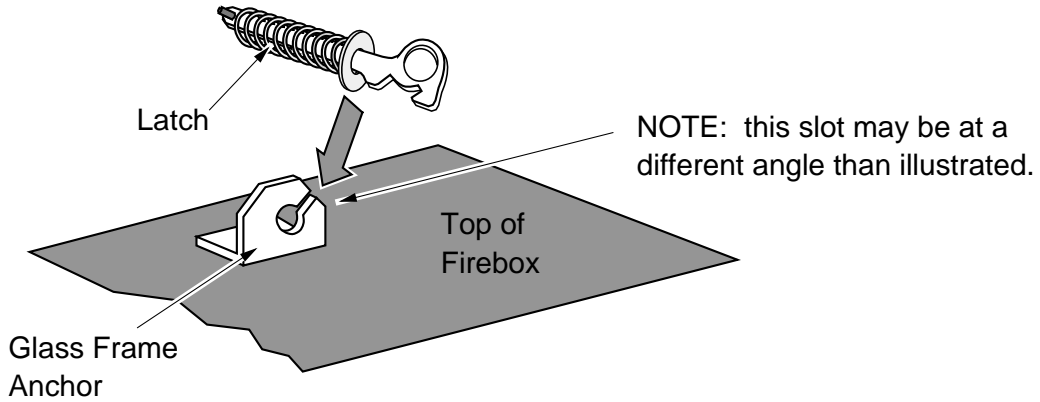 Latch
NOTE:  this slot may be at a
different angle than illustrated.
Top of
Firebox
Glass Frame
Anchor